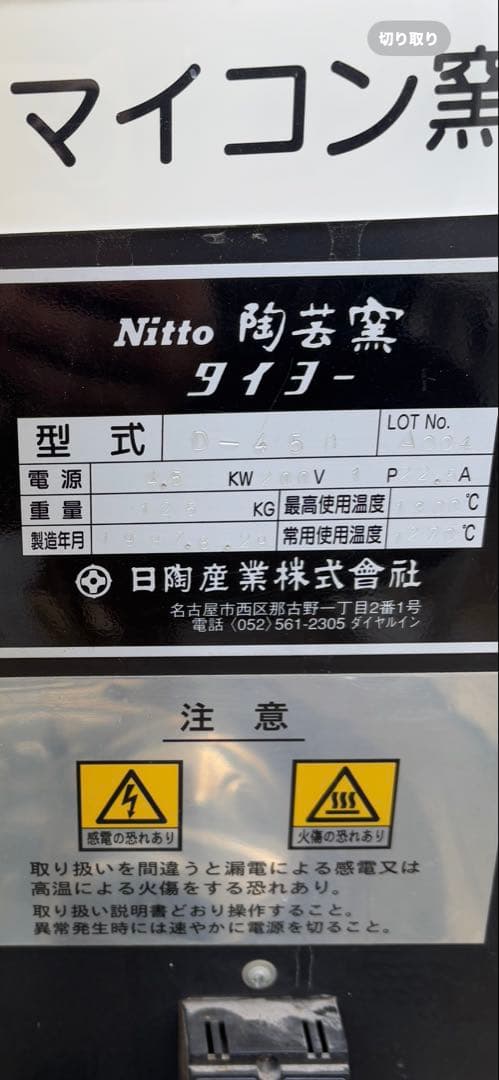 切り取り
マイコン窯
Nitto 陶芸窯
タイヨー
型式 LOT No.
電源 4.5 KW 200V 1 P 22.5A
重量 KG 最高使用温度 ℃
製造年月 常用使用温度 ℃
日陶産業株式會社
名古屋市西区那古野一丁目2番1号
電話〈052〉561-2305 ダイヤルイン
注意
感電の恐れあり 火傷の恐れあり
取り扱いを間違うと漏電による感電又は
高温による火傷をする恐れあり。
取り扱い説明書どおり操作すること。
異常発生時には速やかに電源を切ること。